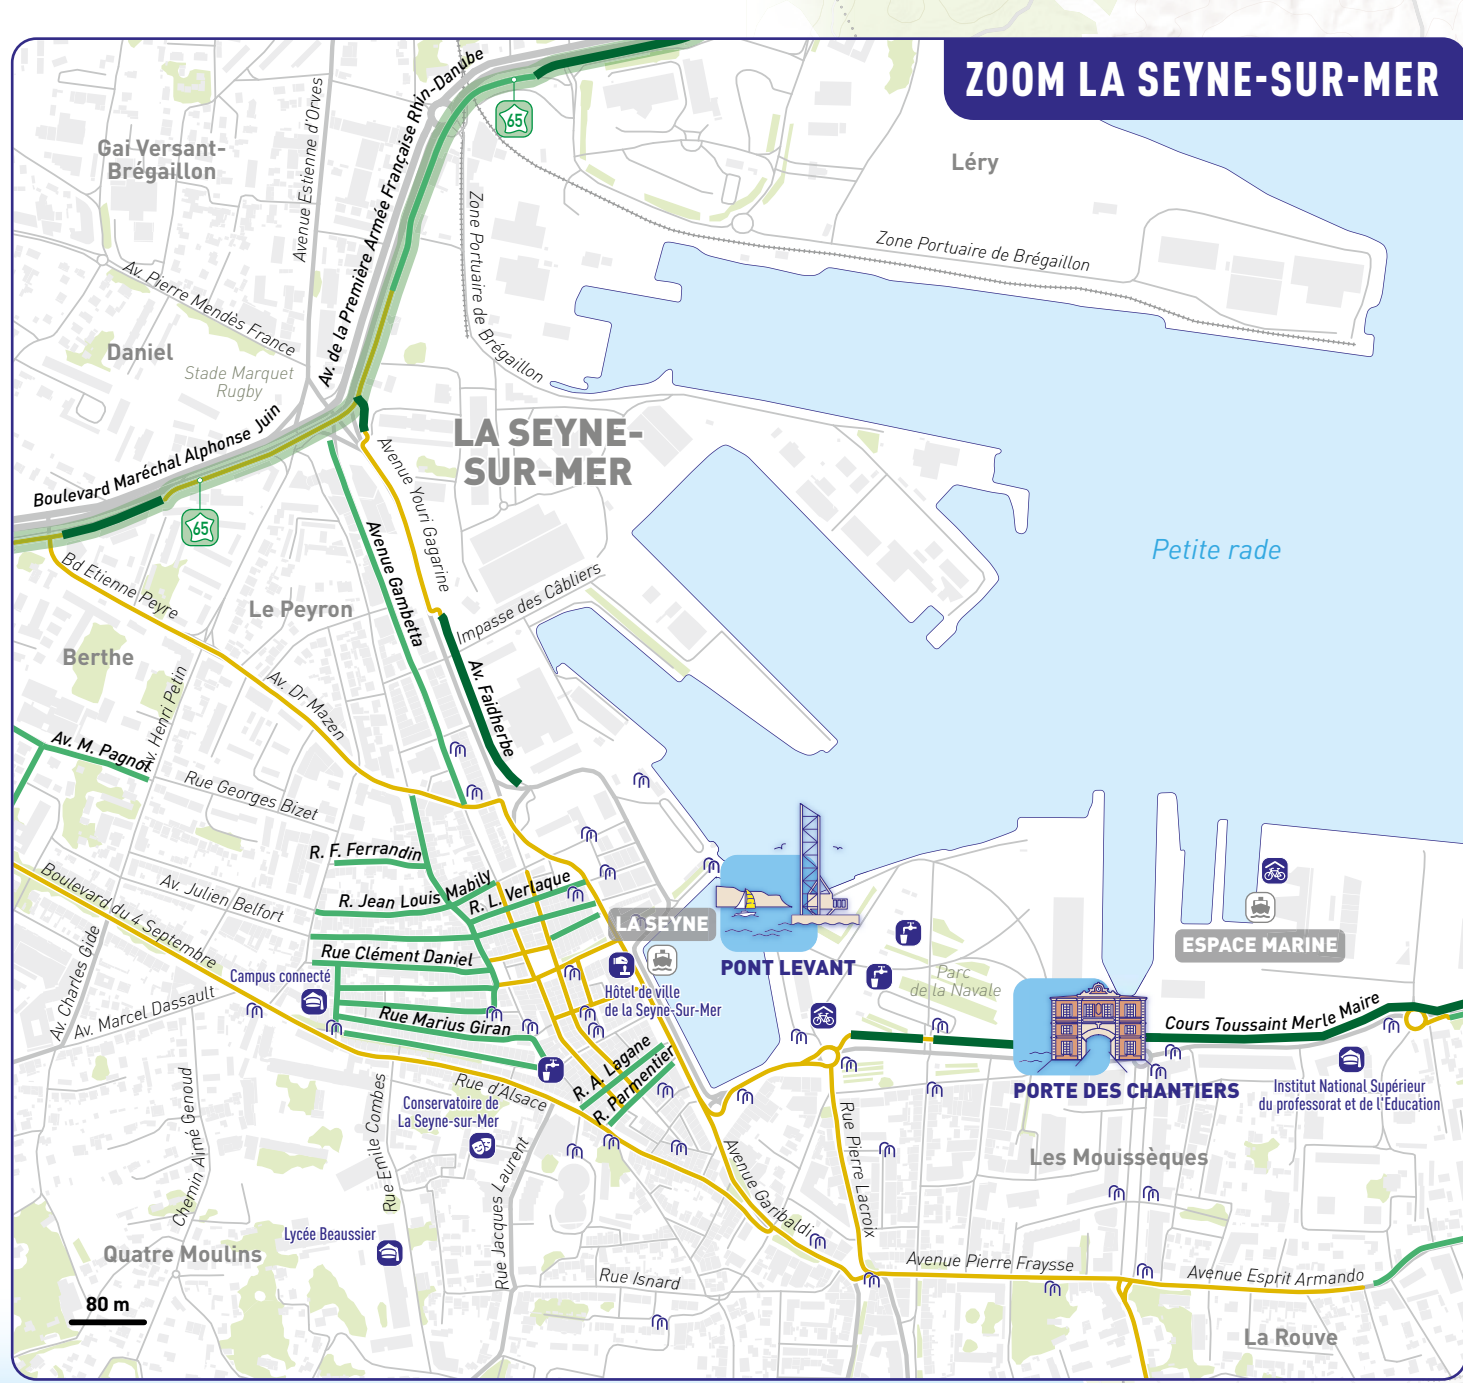 ZOOM LA SEYNE-SUR-MER
Gai Versant-
Brégaillon
Avenue Estienne d'Orves
Av. de la Première Armée Française Rhin-Danube
65
Léry
Zone Portuaire de Brégaillon
Zone Portuaire de Brégaillon
Av. Pierre Mendès France
Daniel
Stade Marquet
Rugby
Boulevard Maréchal Alphonse Juin
65
LA SEYNE-
SUR-MER
Avenue Youri Gagarine
Avenue Gambetta
Petite rade
Bd Etienne Peyre
Le Peyron
Impasse des Câbliers
Berthe
Av. Henri Petin
Av. Dr Mazen
Av. Faidherbe
Av. M. Pagnol
Rue Georges Bizet
R. F. Ferrandin
R. Jean Louis Mabily
R. L. Verlaque
Av. Julien Belfort
Boulevard du 4 Septembre
LA SEYNE
PONT LEVANT
ESPACE MARINE
Rue Clément Daniel
Campus connecté
Av. Charles Gide
Av. Marcel Dassault
Hôtel de ville
de la Seyne-Sur-Mer
Parc
de la Navale
Rue Marius Giran
Cours Toussaint Merle Maire
R. A. Lagane
R. Parmentier
PORTE DES CHANTIERS
Institut National Supérieur
du professorat et de l'Education
Rue d'Alsace
Conservatoire de
La Seyne-sur-Mer
Chemin Aimé Genoud
Rue Emile Combes
Rue Jacques Laurent
Avenue Garibaldi
Rue Pierre Lacroix
Les Mouissèques
Lycée Beaussier
Quatre Moulins
Rue Isnard
Avenue Pierre Fraysse
Avenue Esprit Armando
80 m
La Rouve